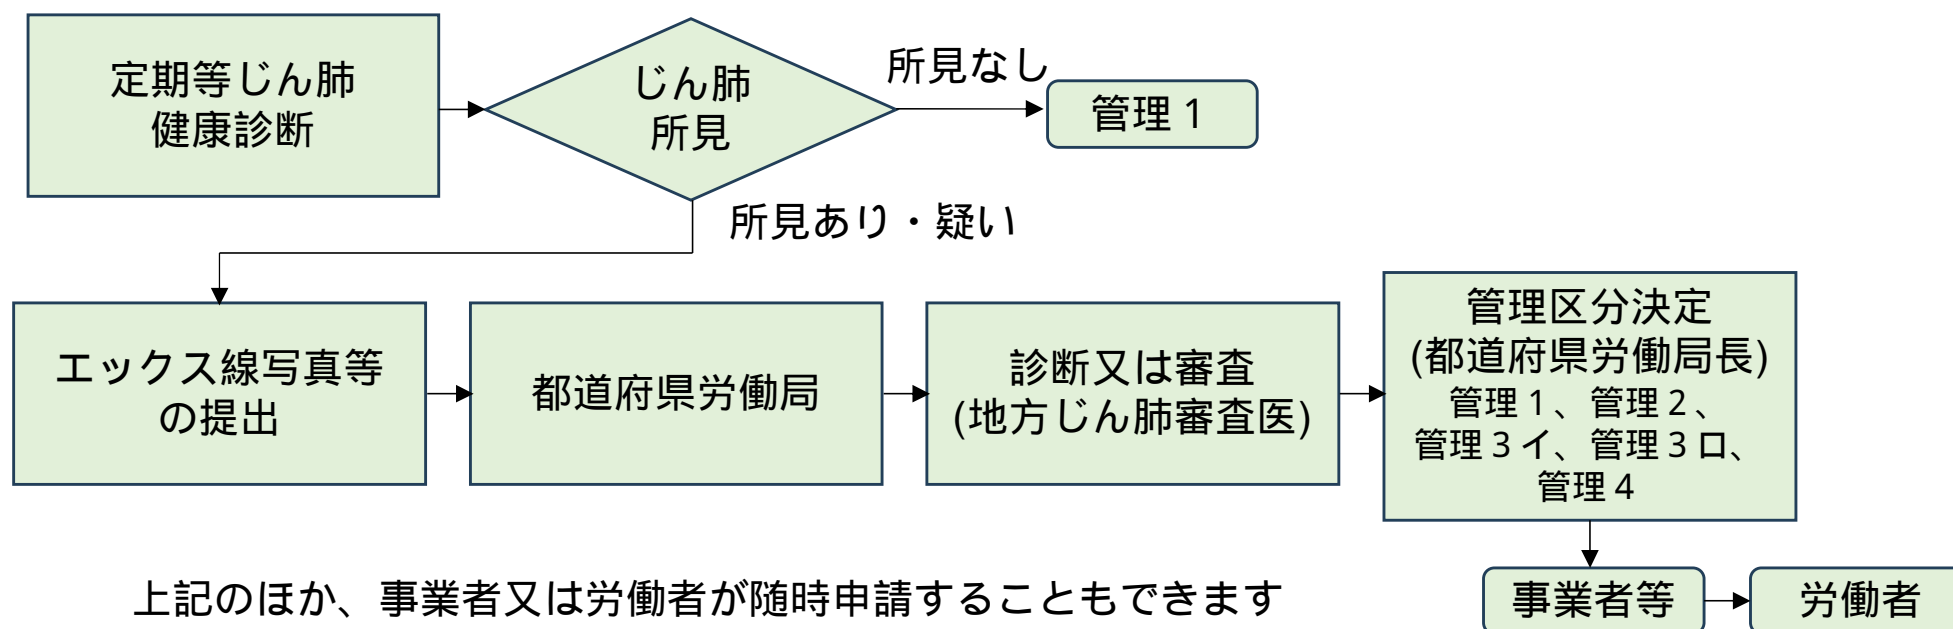 定期等じん肺
健康診断
じん肺
所見
所見なし
管理1
所見あり・疑い
エックス線写真等
の提出
都道府県労働局
診断又は審査
(地方じん肺審査医)
管理区分決定
(都道府県労働局長)
管理1、管理2、
管理3イ、管理3ロ、
管理4
事業者等
労働者
上記のほか、事業者又は労働者が随時申請することもできます